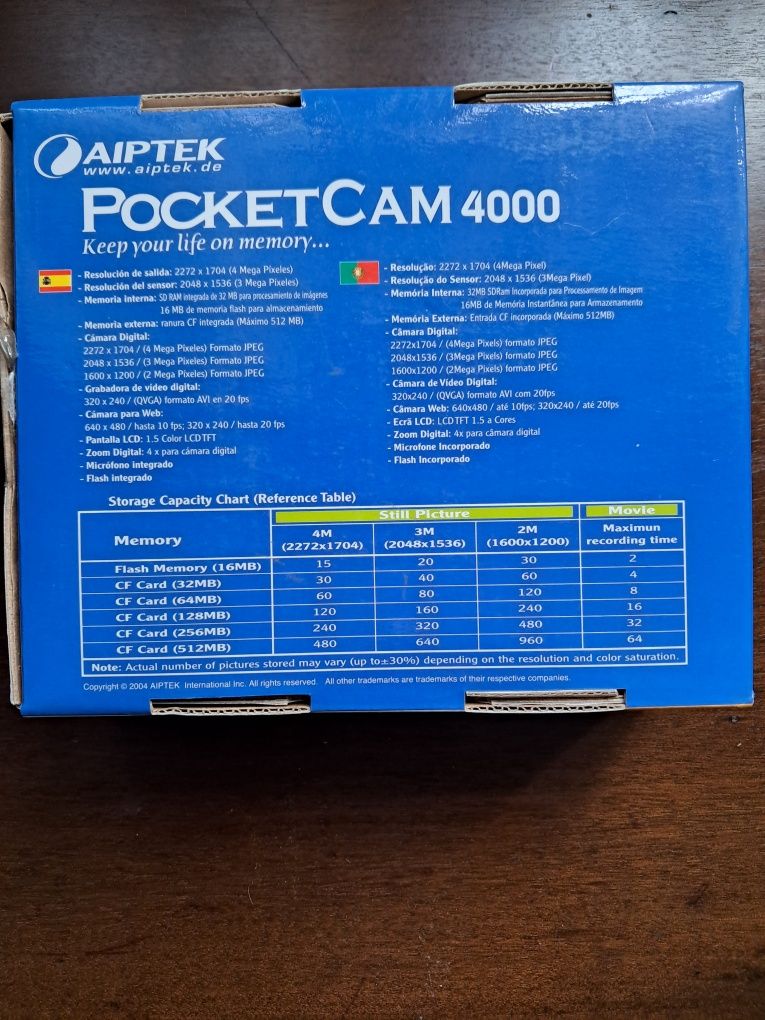 AIPTEK
www.aiptek.de
POCKETCAM 4000
Keep your life on memory...
- Resolución de salida: 2272 x 1704 (4 Mega Píxeles)
- Resolución del sensor: 2048 x 1536 (3 Mega Píxeles)
- Memoria interna: SD RAM integrada de 32 MB para procesamiento de imágenes
16 MB de memoria flash para almacenamiento
- Memoria externa: ranura CF integrada (Máximo 512 MB)
- Cámara Digital:
2272 x 1704 / (4 Mega Píxeles) Formato JPEG
2048 x 1536 / (3 Mega Píxeles) Formato JPEG
1600 x 1200 / (2 Mega Píxeles) Formato JPEG
- Grabadora de vídeo digital:
320 x 240 / (QVGA) formato AVI en 20 fps
- Cámara para Web:
640 x 480 / hasta 10 fps; 320 x 240 / hasta 20 fps
- Pantalla LCD: 1.5 Color LCDTFT
- Zoom Digital: 4 x para cámara digital
- Micrófono integrado
- Flash integrado
- Resolução: 2272 x 1704 (4Mega Pixel)
- Resolução do Sensor: 2048 x 1536 (3Mega Pixel)
- Memória Interna: 32MB SDRam Incorporada para Processamento de Imagem
16MB de Memória Instantânea para Armazenamento
- Memória Externa: Entrada CF incorporada (Máximo 512MB)
- Câmara Digital:
2272x1704 / (4Mega Pixels) formato JPEG
2048x1536 / (3Mega Pixels) formato JPEG
1600x1200 / (2Mega Pixels) formato JPEG
- Câmara de Vídeo Digital:
320x240 / (QVGA) formato AVI com 20fps
- Câmara Web: 640x480 / até 10fps; 320x240 / até 20fps
- Ecrã LCD: LCDTFT 1.5 a Cores
- Zoom Digital: 4x para câmara digital
- Microfone Incorporado
- Flash Incorporado
Storage Capacity Chart (Reference Table)
Still Picture Movie
Memory 4M (2272x1704) 3M (2048x1536) 2M (1600x1200) Maximun recording time
Flash Memory (16MB) 15 20 30 2
CF Card (32MB) 30 40 60 4
CF Card (64MB) 60 80 120 8
CF Card (128MB) 120 160 240 16
CF Card (256MB) 240 320 480 32
CF Card (512MB) 480 640 960 64
Note: Actual number of pictures stored may vary (up to±30%) depending on the resolution and color saturation.
Copyright © 2004 AIPTEK International Inc. All rights reserved. All other trademarks are trademarks of their respective companies.